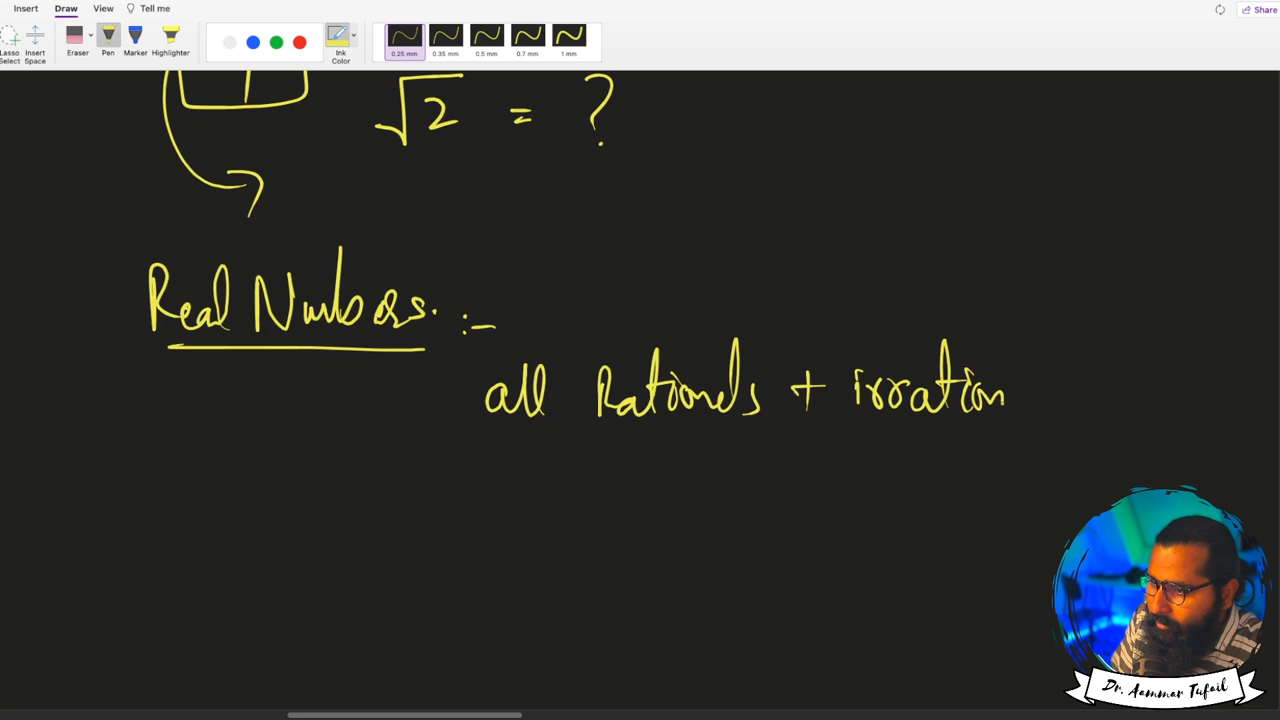 Insert Draw View Tell me
Share
Lasso Select
Insert Space
Eraser
Pen
Marker
Highlighter
Ink Color
0.25 mm
0.35 mm
0.5 mm
0.7 mm
1 mm
√2 = ?
Real Numbers. :-
all Rationals + irration
Dr. Aammar Tufail